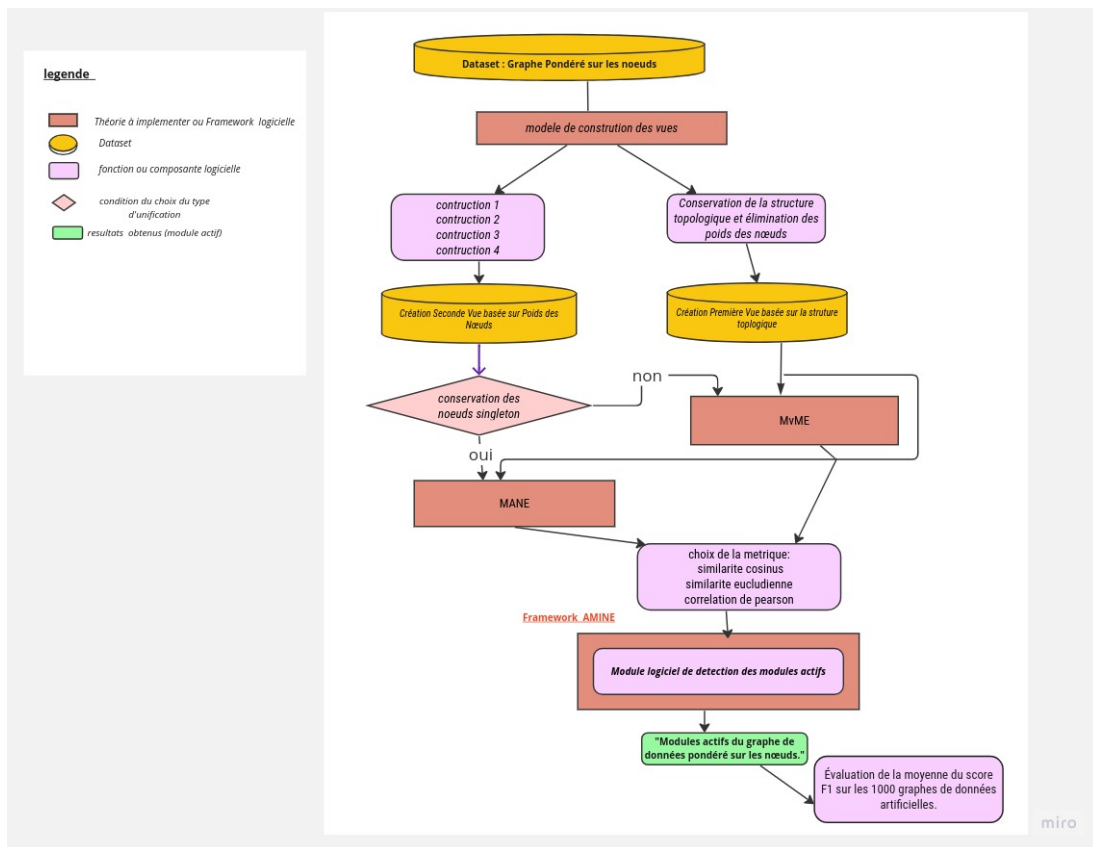 legende
Théorie à implementer ou Framework logicielle
Dataset
fonction ou composante logicielle
condition du choix du type
d'unification
resultats obtenus (module actif)
Dataset : Graphe Pondéré sur les noeuds
modele de constrution des vues
contruction 1
contruction 2
contruction 3
contruction 4
Conservation de la structure
topologique et élimination des
poids des nœuds
Création Seconde Vue basée sur Poids des
Nœuds
Création Première Vue basée sur la struture
toplogique
conservation des
noeuds singleton
non
oui
MvME
MANE
choix de la metrique:
similarite cosinus
similarite eucludienne
correlation de pearson
Framework AMINE
Module logiciel de detection des modules actifs
"Modules actifs du graphe de
données pondéré sur les nœuds."
Évaluation de la moyenne du score
F1 sur les 1000 graphes de données
artificielles.
miro